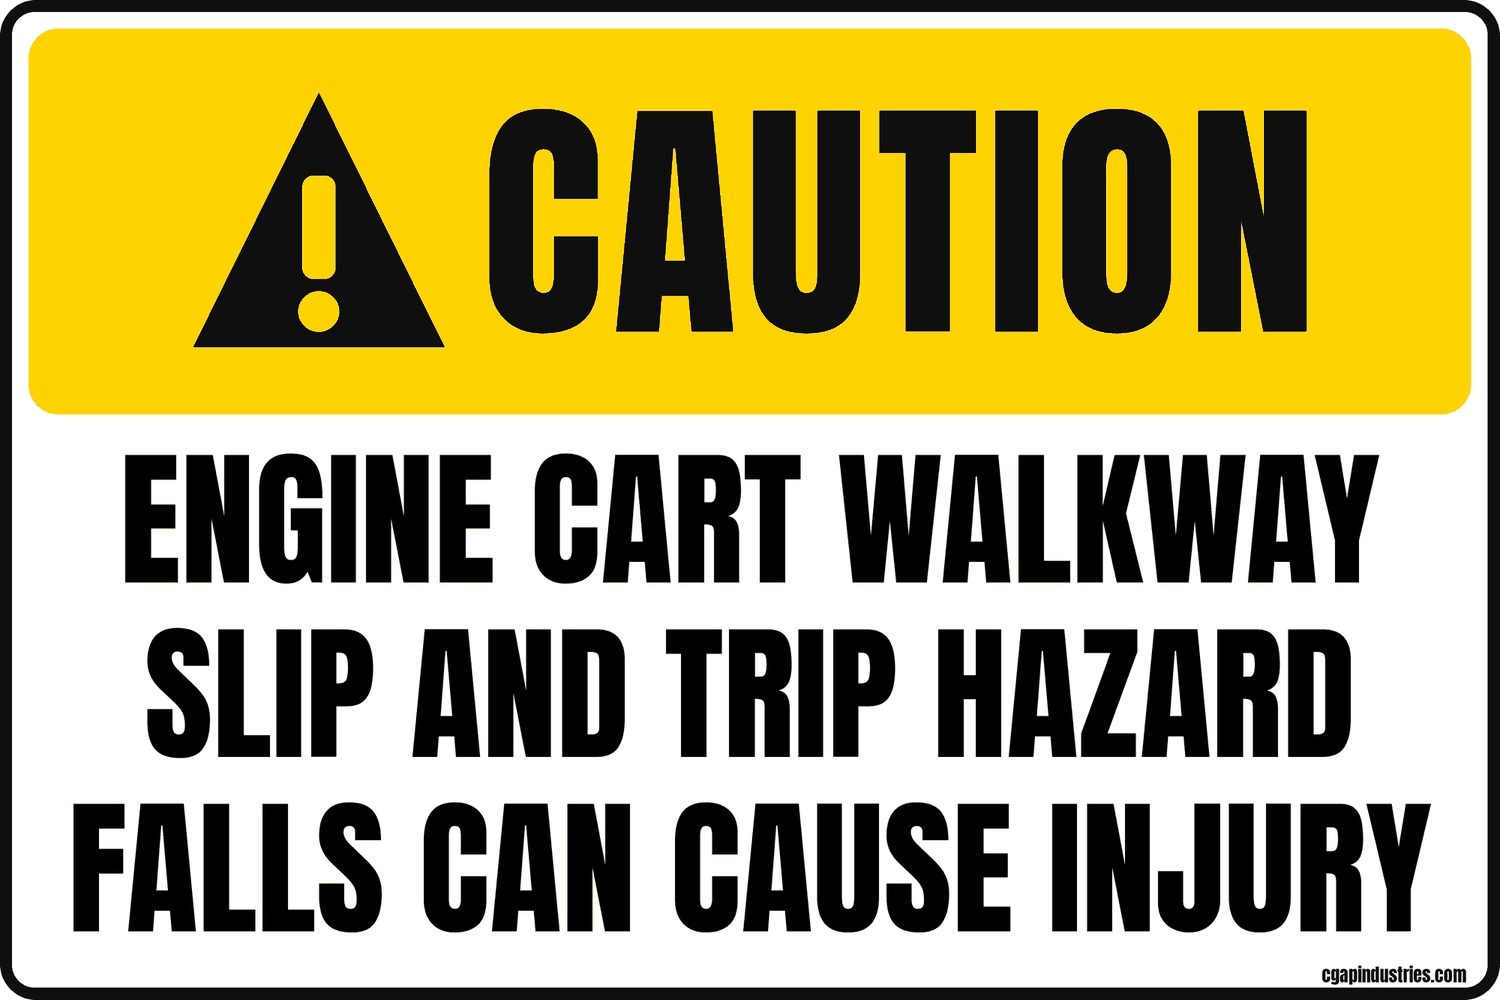 CAUTION
ENGINE CART WALKWAY
SLIP AND TRIP HAZARD
FALLS CAN CAUSE INJURY
cgapindustries.com